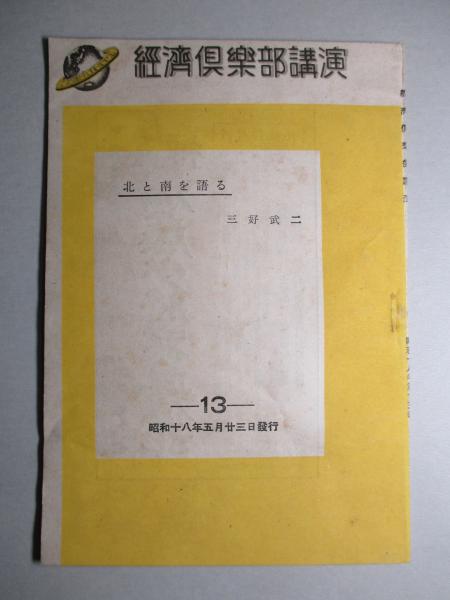 經濟倶樂部講演
北と南を語る
三好武二
—13—
昭和十八年五月廿三日發行